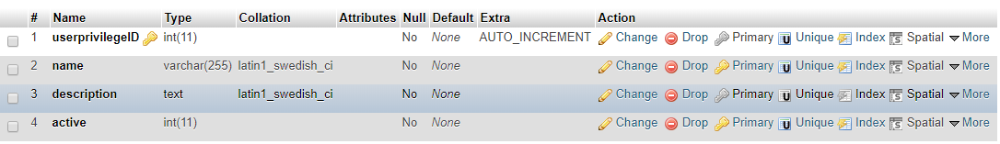 # Name Type Collation Attributes Null Default Extra Action
1 userprivilegeID int(11) No None AUTO_INCREMENT Change Drop Primary Unique Index Spatial More
2 name varchar(255) latin1_swedish_ci No None Change Drop Primary Unique Index Spatial More
3 description text latin1_swedish_ci No None Change Drop Primary Unique Index Spatial More
4 active int(11) No None Change Drop Primary Unique Index Spatial More